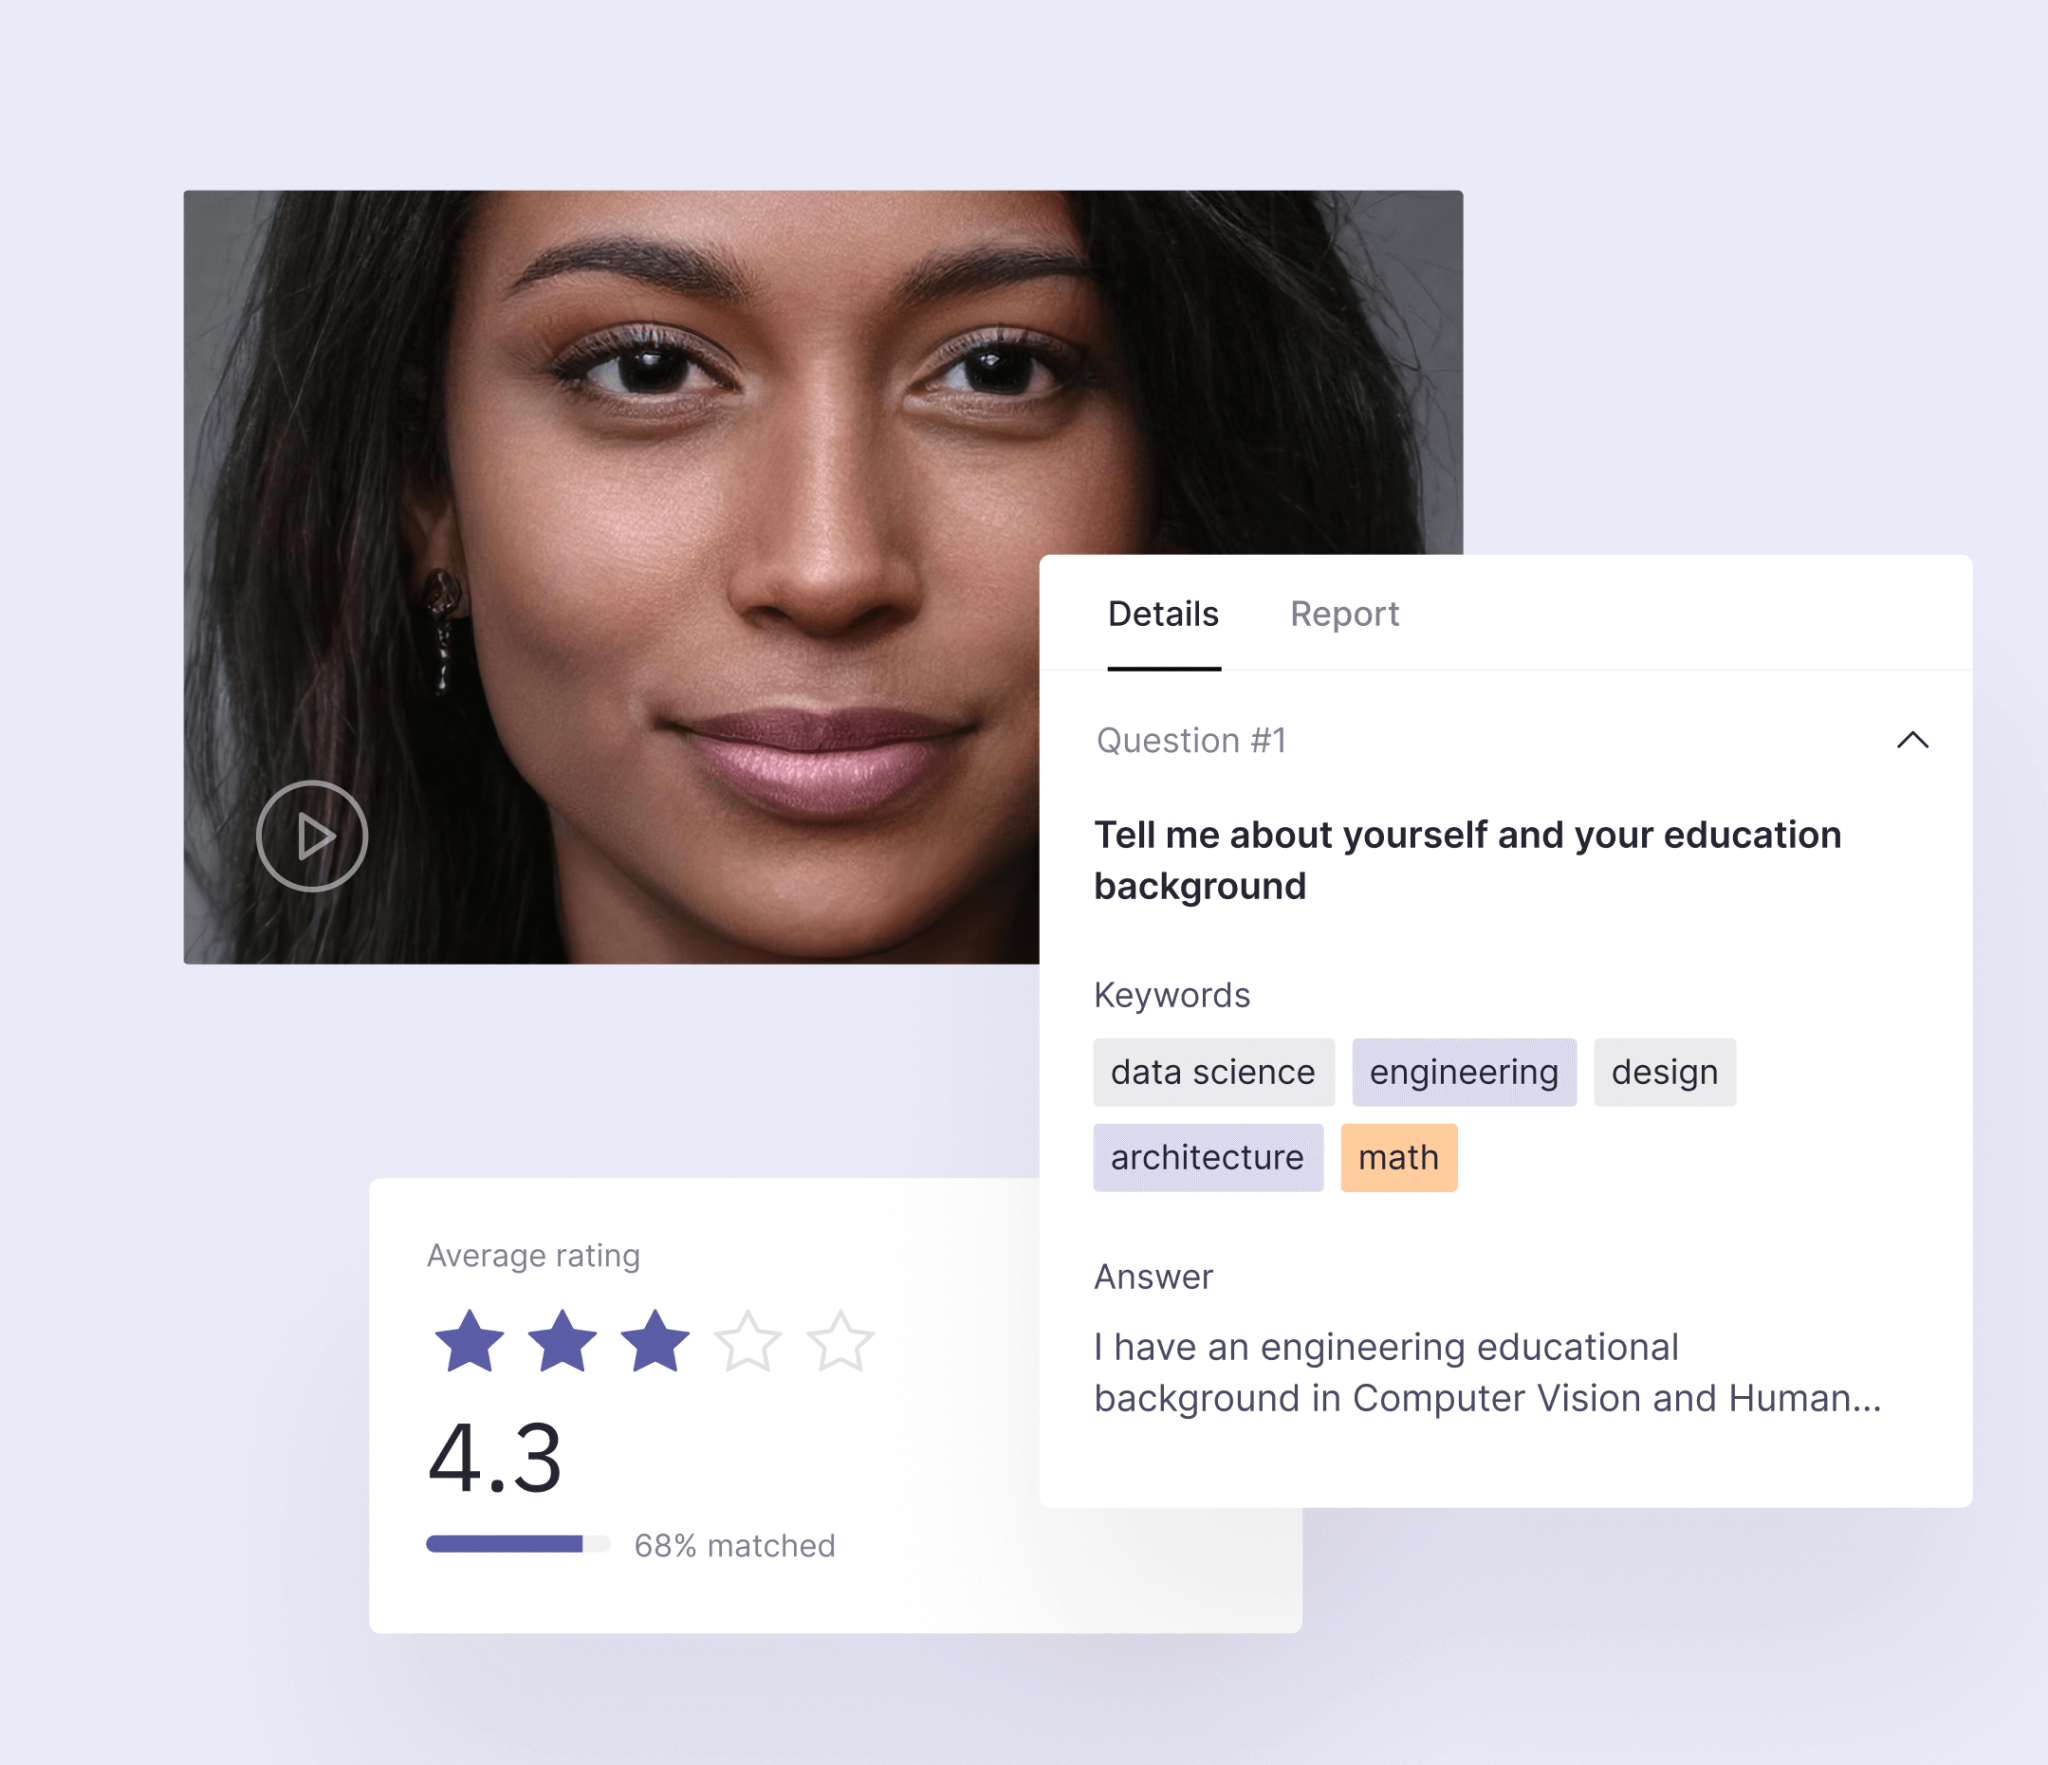 Details Report
Question #1
Tell me about yourself and your education
background
Keywords
data science engineering design
architecture math
Answer
I have an engineering educational
background in Computer Vision and Human...
Average rating
4.3
68% matched